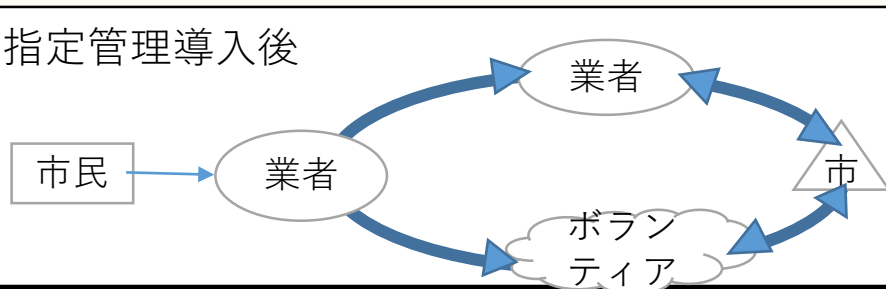 指定管理導入後
業者
市民
業者
市
ボラン
ティア